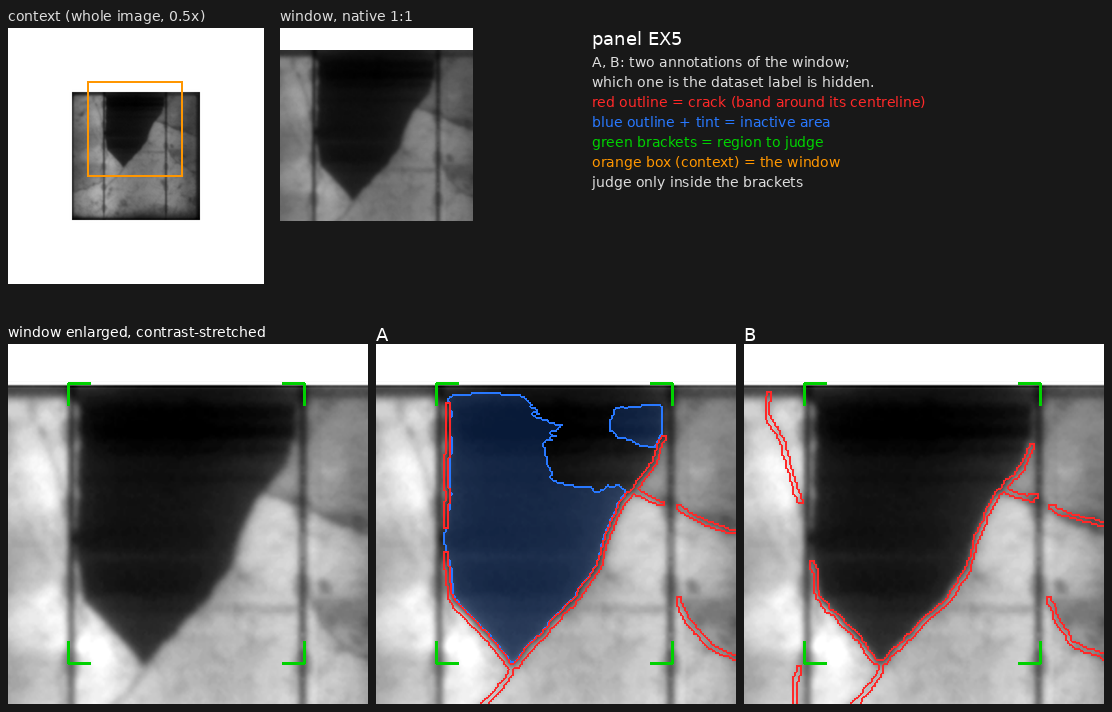 context (whole image, 0.5x)
window, native 1:1
panel EX5
A, B: two annotations of the window;
which one is the dataset label is hidden.
red outline = crack (band around its centreline)
blue outline + tint = inactive area
green brackets = region to judge
orange box (context) = the window
judge only inside the brackets
window enlarged, contrast-stretched
A
B